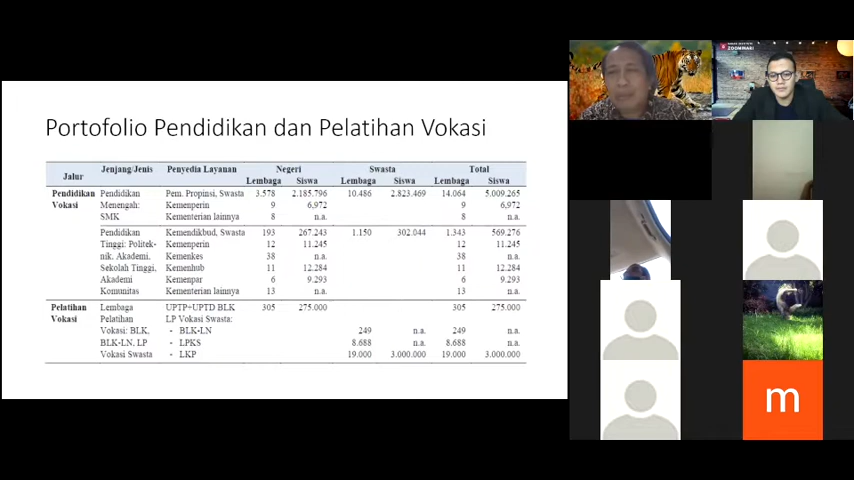 Portofolio Pendidikan dan Pelatihan Vokasi
Jalur Jenjang/Jenis Penyedia Layanan Negeri Swasta Total
Lembaga Siswa Lembaga Siswa Lembaga Siswa
Pendidikan Pendidikan Pem. Propinsi, Swasta 3.578 2.185.796 10.486 2.823.469 14.064 5.009.265
Vokasi Menengah: Kemenperin 9 6,972 9 6,972
SMK Kementerian lainnya 8 n.a. 8 n.a.
Pendidikan Kemendikbud, Swasta 193 267.243 1.150 302.044 1.343 569.276
Tinggi: Politek- Kemenperin 12 11.245 12 11.245
nik, Akademi, Kemenkes 38 n.a. 38 n.a.
Sekolah Tinggi, Kemenhub 11 12.284 11 12.284
Akademi Kemenpar 6 9.293 6 9.293
Komunitas Kementerian lainnya 13 n.a. 13 n.a.
Pelatihan Lembaga UPTP+UPTD BLK 305 275.000 305 275.000
Vokasi Pelatihan LP Vokasi Swasta:
Vokasi: BLK, - BLK-LN 249 n.a. 249 n.a.
BLK-LN, LP - LPKS 8.688 n.a. 8.688 n.a.
Vokasi Swasta - LKP 19.000 3.000.000 19.000 3.000.000
ZOOMINARI
m